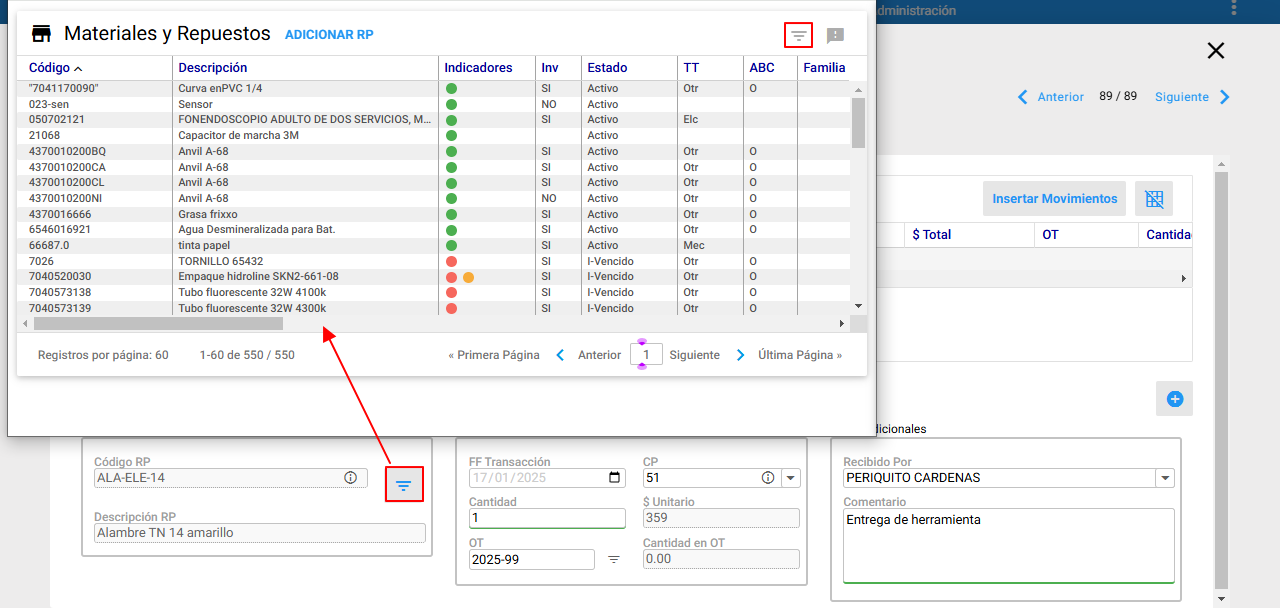 dministración
Materiales y Repuestos ADICIONAR RP
Código Descripción Indicadores Inv Estado TT ABC Familia
"7041170090" Curva enPVC 1/4 SI Activo Otr O
023-sen Sensor NO Activo
050702121 FONENDOSCOPIO ADULTO DE DOS SERVICIOS, M... SI Activo Elc
21068 Capacitor de marcha 3M Activo
4370010200BQ Anvil A-68 SI Activo Otr O
4370010200CA Anvil A-68 SI Activo Otr O
4370010200CL Anvil A-68 SI Activo Otr O
4370010200NI Anvil A-68 NO Activo Otr O
4370016666 Grasa frixxo SI Activo Otr O
6546016921 Agua Desmineralizada para Bat. SI Activo Otr O
66687.0 tinta papel SI Activo Mec
7026 TORNILLO 65432 SI I-Vencido Otr O
7040520030 Empaque hidroline SKN2-661-08 SI I-Vencido Otr O
7040573138 Tubo fluorescente 32W 4100k SI I-Vencido Otr O
7040573139 Tubo fluorescente 32W 4300k SI I-Vencido Otr O
Registros por página: 60 1-60 de 550 / 550 « Primera Página Anterior 1 Siguiente Última Página »
Anterior 89 / 89 Siguiente
Insertar Movimientos
$ Total OT Cantida
dicionales
Código RP
ALA-ELE-14
Descripción RP
Alambre TN 14 amarillo
FF Transacción CP
17/01/2025 51
Cantidad $ Unitario
1 359
OT Cantidad en OT
2025-99 0.00
Recibido Por
PERIQUITO CARDENAS
Comentario
Entrega de herramienta